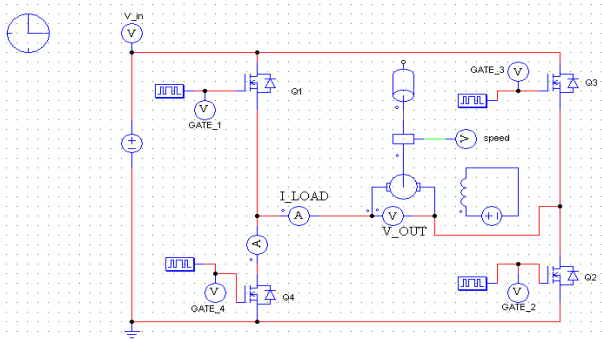 V_in
GATE_3
Q1
Q3
GATE_1
V
speed
I_LOAD
A
V
V_OUT
A
Q4
Q2
GATE_4
GATE_2